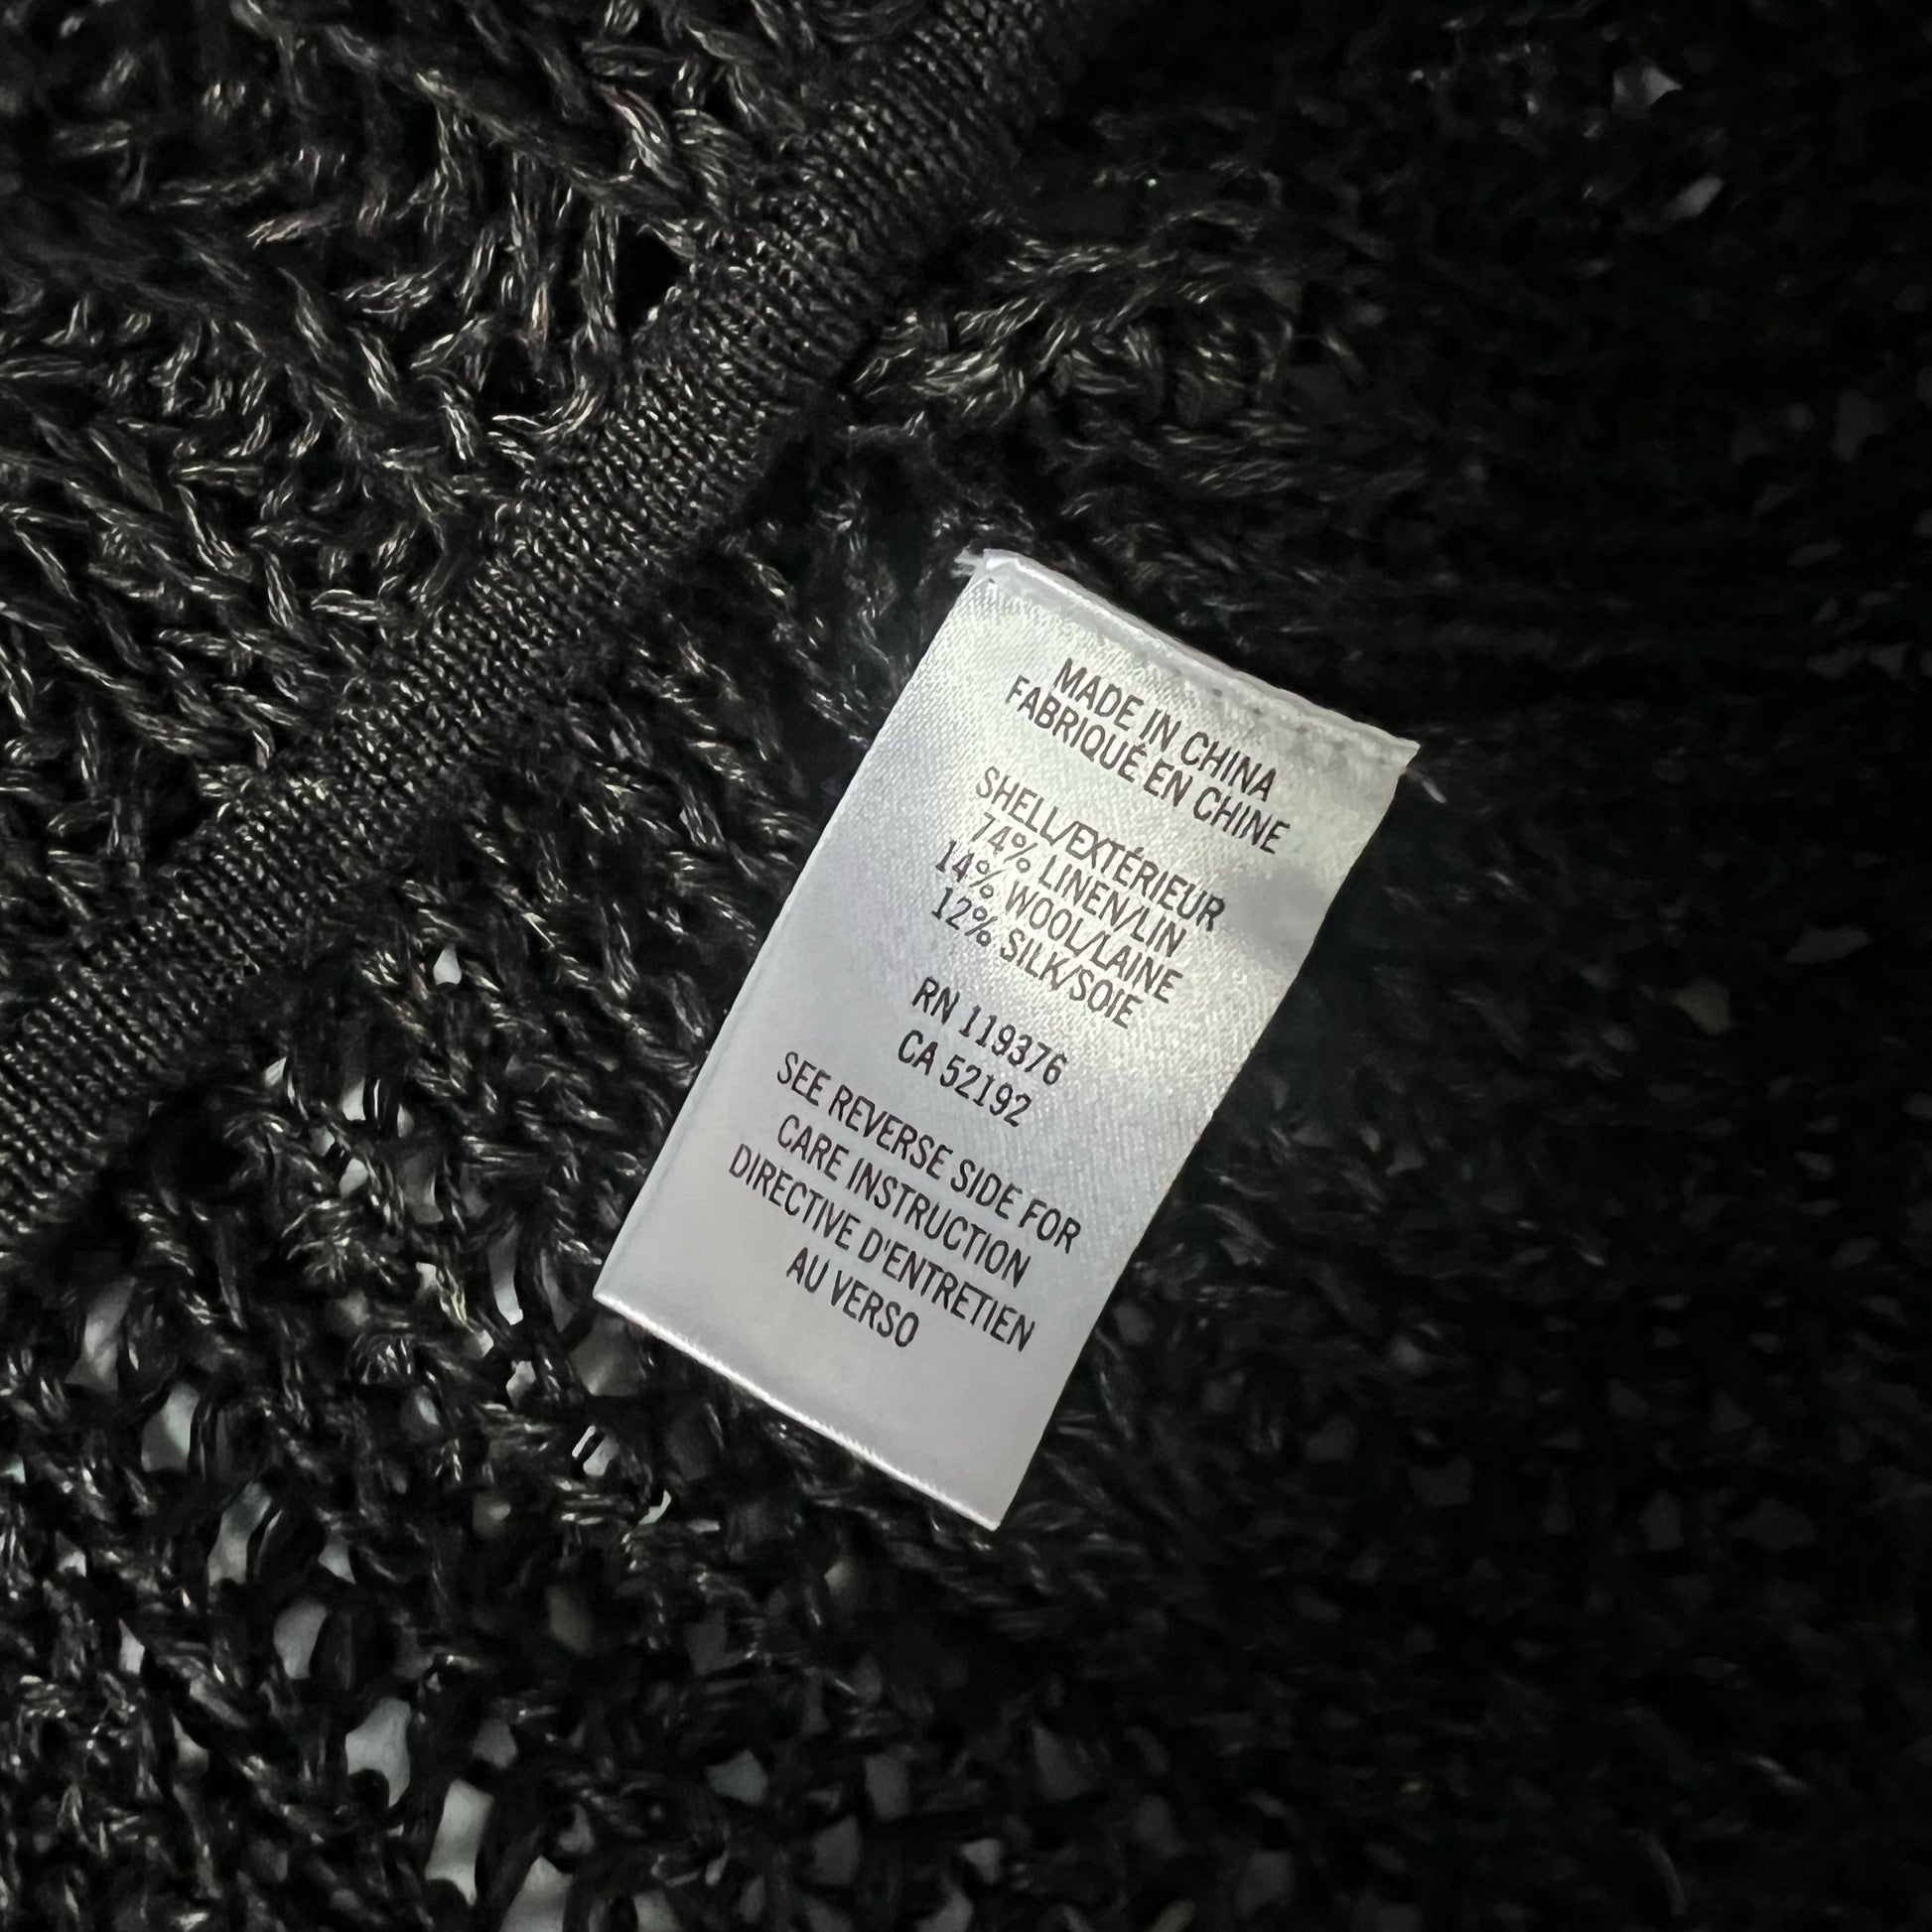 MADE IN CHINA
FABRIQUÉ EN CHINE
SHELL/EXTÉRIEUR
74% LINEN/LIN
14% WOOL/LAINE
12% SILK/SOIE
RN 119376
CA 52192
SEE REVERSE SIDE FOR
CARE INSTRUCTION
DIRECTIVE D'ENTRETIEN
AU VERSO